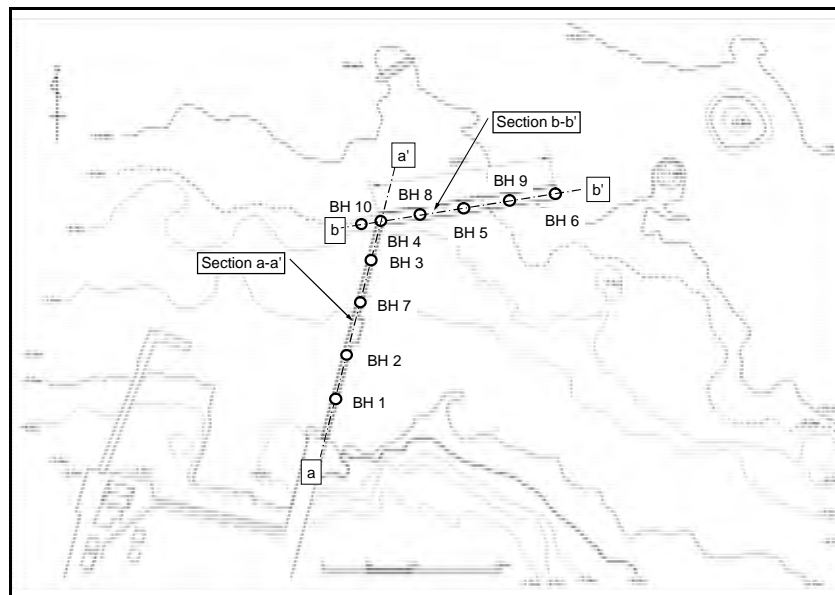 Section b-b'
a'
BH 9
b'
BH 8
BH 10
BH 6
b
BH 5
BH 4
Section a-a'
BH 3
BH 7
BH 2
BH 1
a